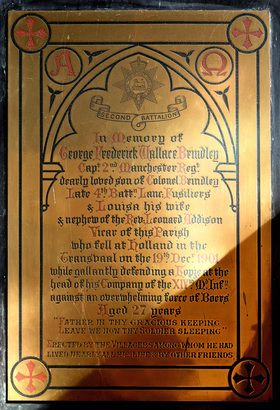 A Ω
SECOND BATTALION
In Memory of
George Frederick Wallace Brindley
Capt. 2nd Manchester Regt.
dearly loved son of Colonel Brindley
Late 4th Battn. Lanc. Fusiliers
& Louisa his wife
& nephew of the Rev. Leonard Addison
Vicar of this Parish
who fell at Holland in the
Transvaal on the 19th Decr. 1901
while gallantly defending a Kopje at the
head of his Company of the Mtd. Infy.
against an overwhelming force of Boers
Aged 27 years
"FATHER IN THY GRACIOUS KEEPING
LEAVE WE NOW THY SOLDIER SLEEPING"
ERECTED BY THE VILLAGERS AMONG WHOM HE HAD
LIVED NEARLY ALL HIS LIFE & BY OTHER FRIENDS